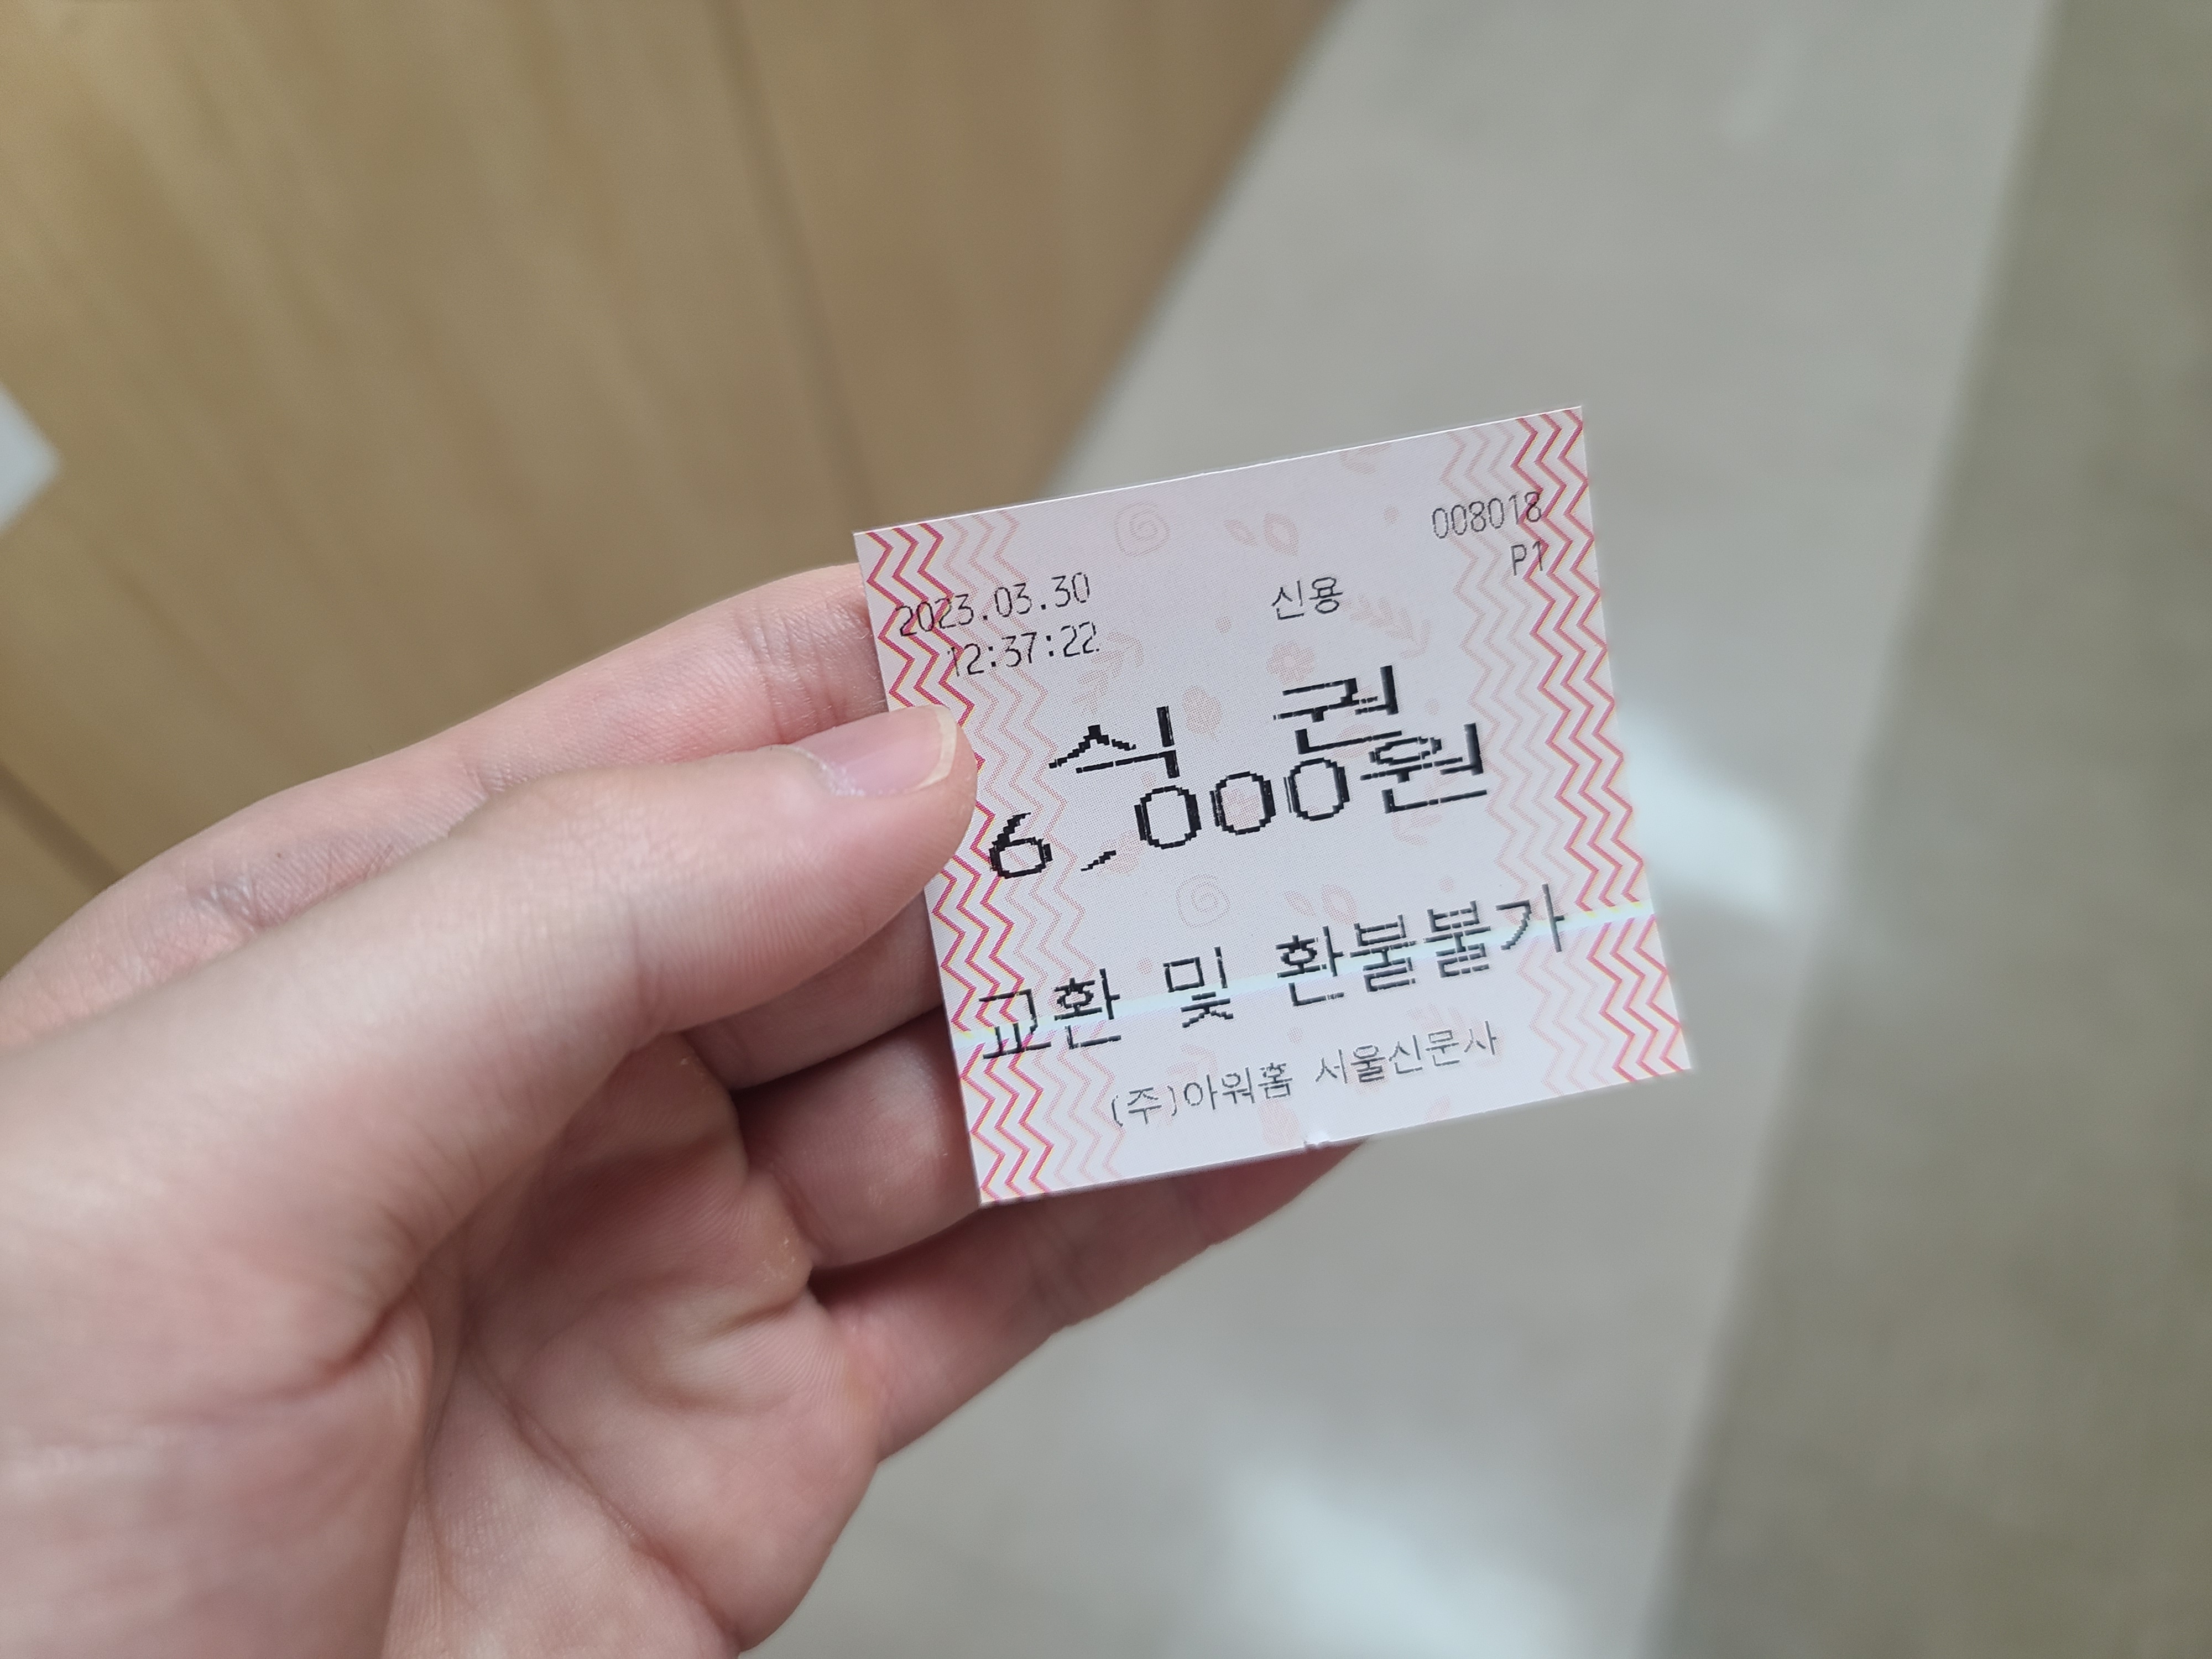 008018
P1
2023.03.30
신용
12:37:22
식 권
6,000원
교환 및 환불불가
(주)아워홈 서울신문사